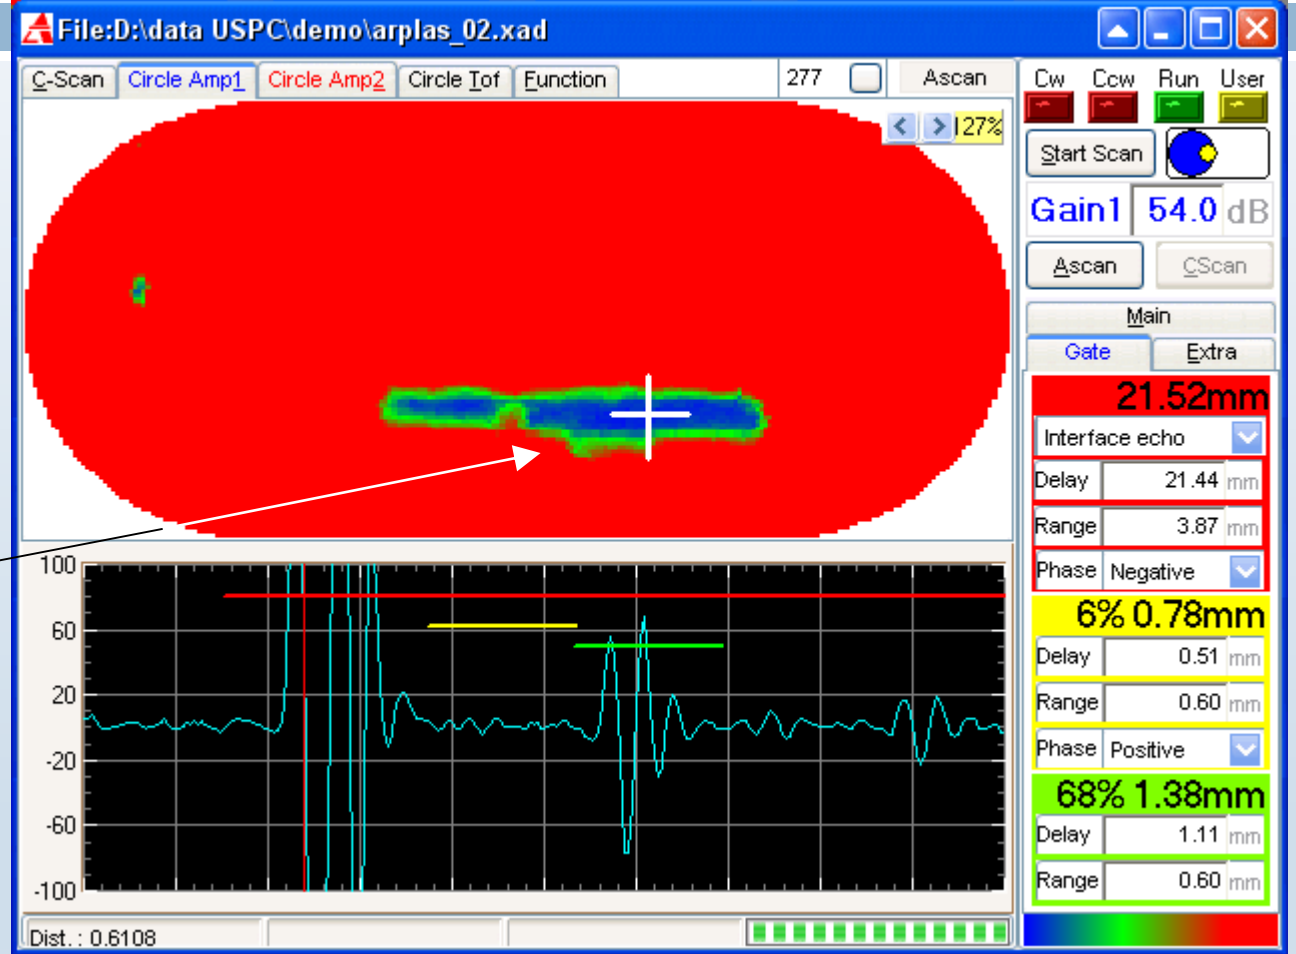 File:D:\data USPC\demo\arplas_02.xad
C-Scan Circle Amp1 Circle Amp2 Circle Tof Function 277 Ascan
Cw Ccw Run User
127%
Start Scan
Gain1 54.0 dB
Ascan CScan
Main
Gate Extra
21.52mm
Interface echo
Delay 21.44 mm
Range 3.87 mm
Phase Negative
6% 0.78mm
Delay 0.51 mm
Range 0.60 mm
Phase Positive
68% 1.38mm
Delay 1.11 mm
Range 0.60 mm
100
60
20
-20
-60
-100
Dist. : 0.6108